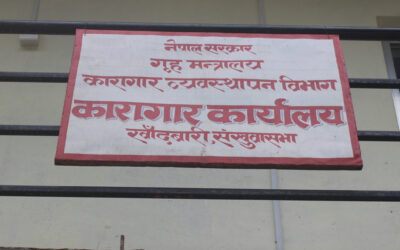 नेपाल सरकार
गृह मन्त्रालय
कारागार व्यवस्थापन विभाग
कारागार कार्यालय
खाँदबारी, संखुवासभा